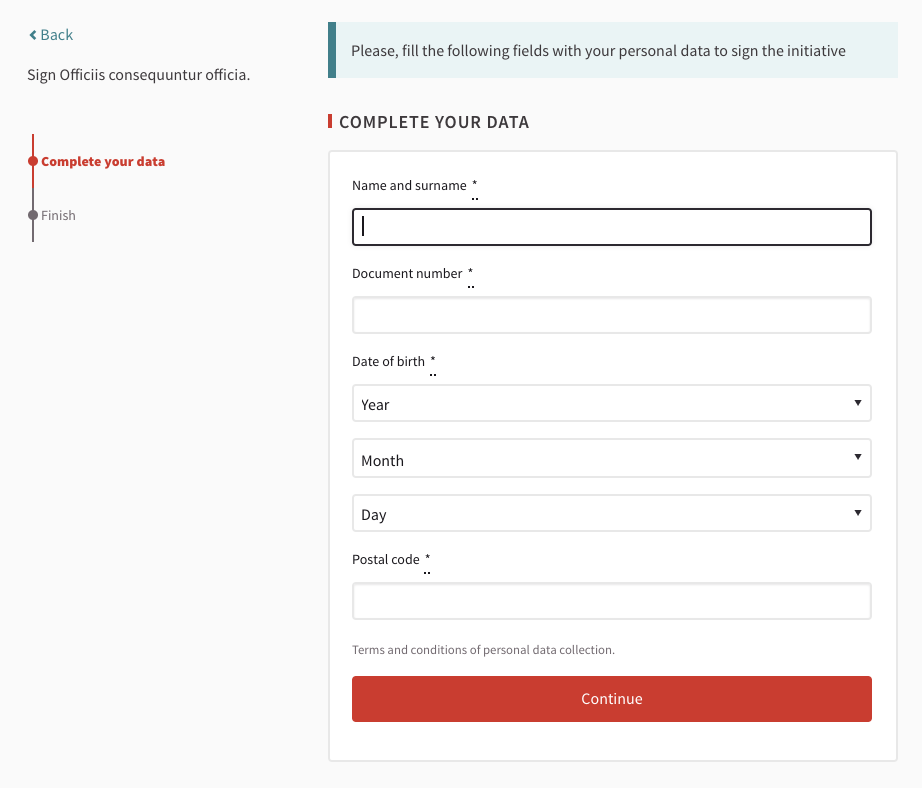 Back
Sign Officiis consequuntur officia.
Complete your data
Finish
Please, fill the following fields with your personal data to sign the initiative
COMPLETE YOUR DATA
Name and surname *
Document number *
Date of birth *
Year
Month
Day
Postal code *
Terms and conditions of personal data collection.
Continue